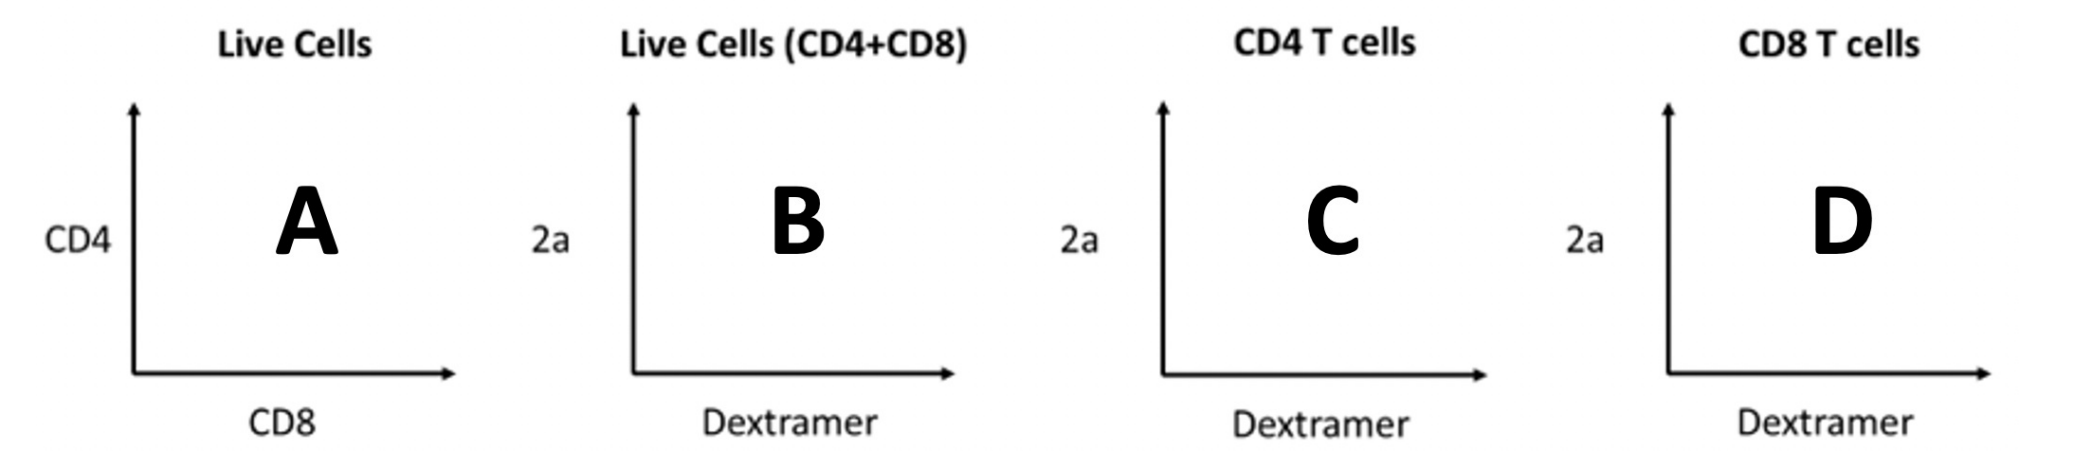 Live Cells
Live Cells (CD4+CD8)
CD4 T cells
CD8 T cells
A
B
C
D
CD4
2a
2a
2a
CD8
Dextramer
Dextramer
Dextramer